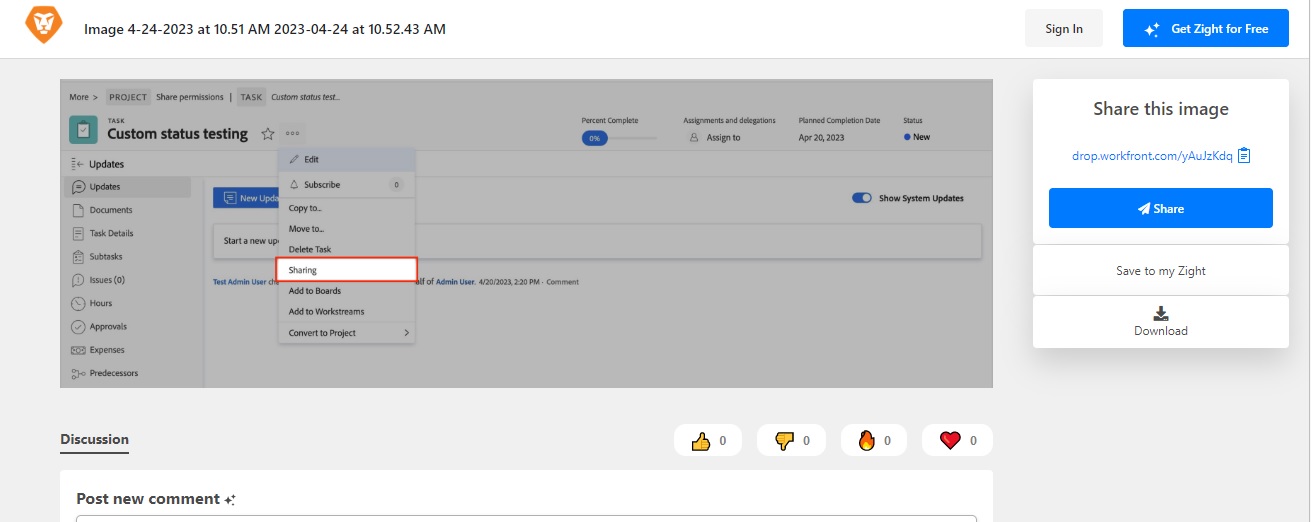 Image 4-24-2023 at 10.51 AM 2023-04-24 at 10.52.43 AM
Sign In
Get Zight for Free
More > PROJECT Share permissions | TASK Custom status test...
TASK
Custom status testing
Percent Complete
0%
Assignments and delegations
Assign to
Planned Completion Date
Apr 20, 2023
Status
New
Updates
Updates
Documents
Task Details
Subtasks
Issues (0)
Hours
Approvals
Expenses
Predecessors
Edit
Subscribe 0
Copy to...
Move to...
Delete Task
Sharing
Add to Boards
Add to Workstreams
Convert to Project >
New Upda
Show System Updates
Start a new up
Test Admin User ch alf of Admin User. 4/20/2023, 2:20 PM · Comment
Share this image
drop.workfront.com/yAuJzKdq
Share
Save to my Zight
Download
Discussion
0 0 0 0
Post new comment